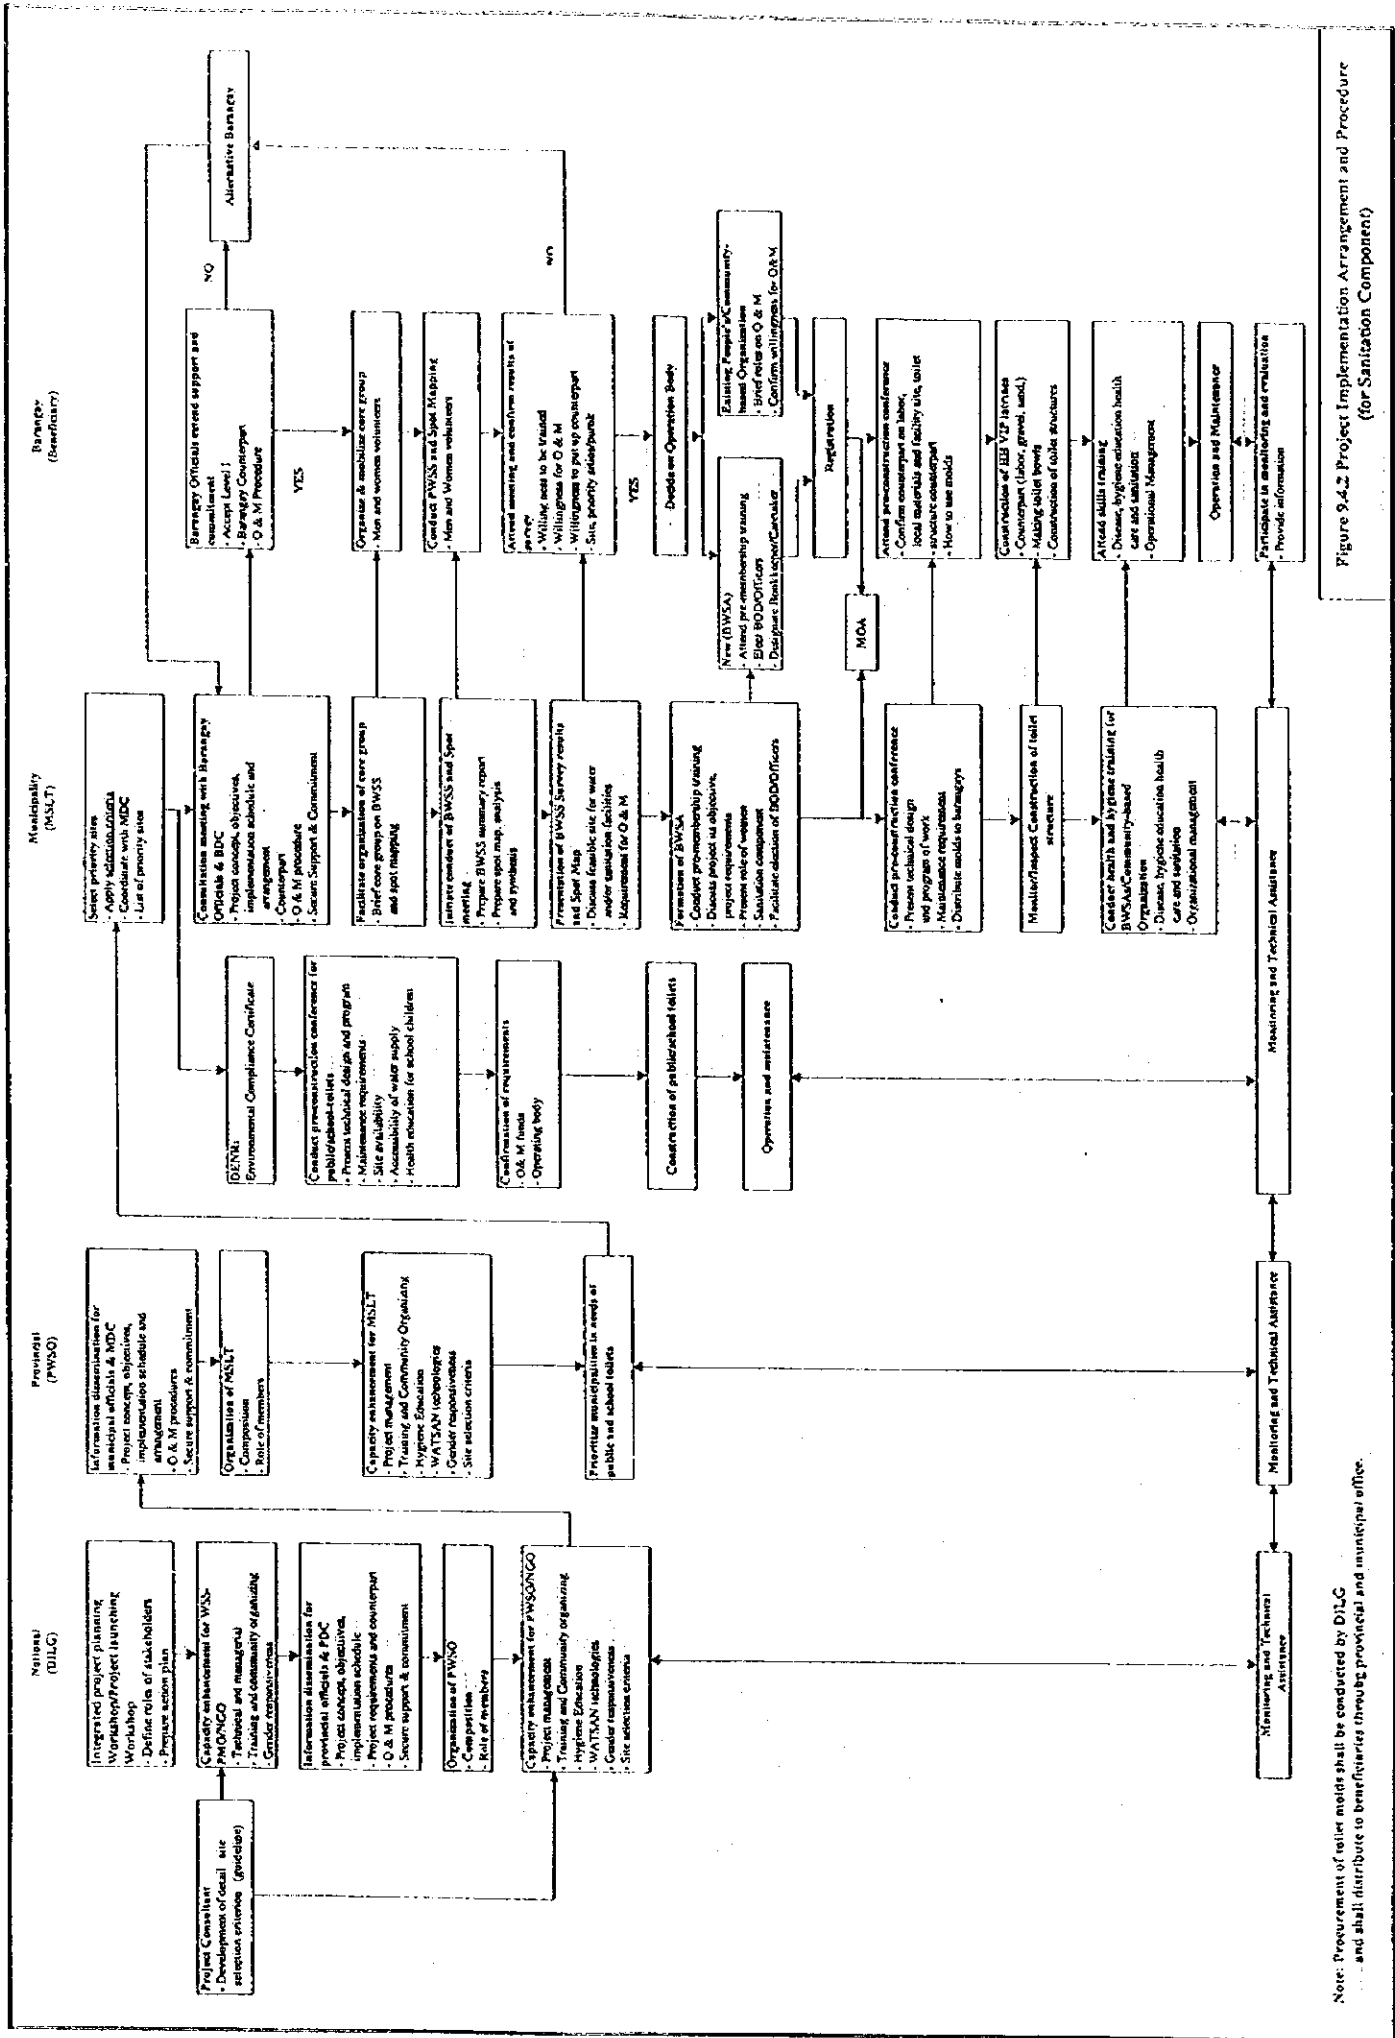 National
(DILG)
Provincial
(PWSO)
Municipality
(MSLT)
Barangay
(Beneficiary)
Project Consultant
- Development of detail site
selection criterion (guideline)
Integrated project planning
Workshop/Project launching
Workshop
- Define roles of stakeholders
- Prepare action plan
Capacity enhancement for WSS-
PMO/NGO
- Technical and managerial
- Training and community organizing
- Gender responsiveness
Information dissemination for
provincial officials & PDC
- Project concept, objectives,
implementation schedule
- Project requirements and counterpart
- O & M procedures
- Secure support & commitment
Organization of PWSO
- Composition
- Role of members
Capacity enhancement for PWSO/NGO
- Project management
- Training and Community organizing
- Hygiene Education
- WATSAN technologies
- Gender responsiveness
- Site selection criteria
Monitoring and Technical
Assistance
Information dissemination for
municipal officials & MDC
- Project concept, objectives,
implementation schedule and
arrangement
- O & M procedures
- Secure support & commitment
Organization of MSLT
- Composition
- Role of members
Capacity enhancement for MSLT
- Project management
- Training and Community Organizing
- Hygiene Education
- WATSAN technologies
- Gender responsiveness
- Site selection criteria
Prioritize municipalities in needs of
public and school toilets
Monitoring and Technical Assistance
Select priority sites
- Apply selection criteria
- Coordinate with MDC
- List of priority sites
DENR:
Environmental Compliance Certificate
Conduct pre-construction conference for
public/school-toilets
- Present technical design and program
- Maintenance requirements
- Site availability
- Accessibility of water supply
- Health education for school children
Confirmation of requirements
- O& M funds
- Operating body
Construction of public/school toilets
Operation and maintenance
Consultation meeting with Barangay
Officials & BDC
- Project concept, objectives,
implementation schedule and
arrangement
- Counterpart
- O & M procedure
- Secure Support & Commitment
Facilitate organization of core group
- Brief core group on BWSS
and spot mapping
Initiate conduct of BWSS and Spot
meeting
- Prepare BWSS summary report
- Prepare spot map, analysis
and synthesis
Presentation of BWSS Survey results
and Spot Map
- Discuss feasible site for water
and/or sanitation facilities
- Requirement for O & M
Formation of BWSA
- Conduct pre-membership training
- Discuss project us objective,
project requirements
- Present role of women
- Sanitation component
- Facilitate election of BOD/Officers
MOA
Conduct pre-construction conference
- Present technical design
and program of work
- Maintenance requirement
- Distribute molds to barangays
Monitor/Inspect Construction of toilet
structure
Conduct health and hygiene training for
BWSAs/Community-based
Organization
- Disease, hygiene education health
care and sanitation
- Organizational management
Monitoring and Technical Assistance
Barangay Officials extend support and
commitment
- Accept Level I
- Barangay Counterpart
- O & M Procedure
NO
Alternative Barangay
YES
Organize & mobilize core group
- Men and women volunteers
Conduct PWSS and Spot Mapping
- Men and Women volunteers
Attend meeting and confirm results of
survey
- Willing ness to be trained
- Willingness for O & M
- Willingness to put up counterpart
- Site, priority sites/purok
NO
YES
Decide on Operation Body
New (BWSA)
- Attend pre-membership training
- Elect BOD/Officers
- Designate Bookkeeper/Caretaker
Existing People's/Community-
based Organization
- Brief roles on O & M
- Confirm willingness for O&M
Registration
Attend pre-construction conference
- Confirm counterpart on labor,
local materials and facility site, toilet
- structure counterpart
- How to use molds
Construction of HH VIP latrines
- Counterpart (labor, gravel, sand,)
- Making toilet bowls
- Construction of toilet structures
Attend skills training
- Disease, hygiene education health
care and sanitation
- Operational Management
Operation and Maintenance
Participate in monitoring and evaluation
- Provide information
Note: Procurement of toilet molds shall be conducted by DILG
and shall distribute to beneficiaries throubg provincial and municipal office.
Figure 9.4.2 Project Implementation Arrangement and Procedure
(for Sanitation Component)